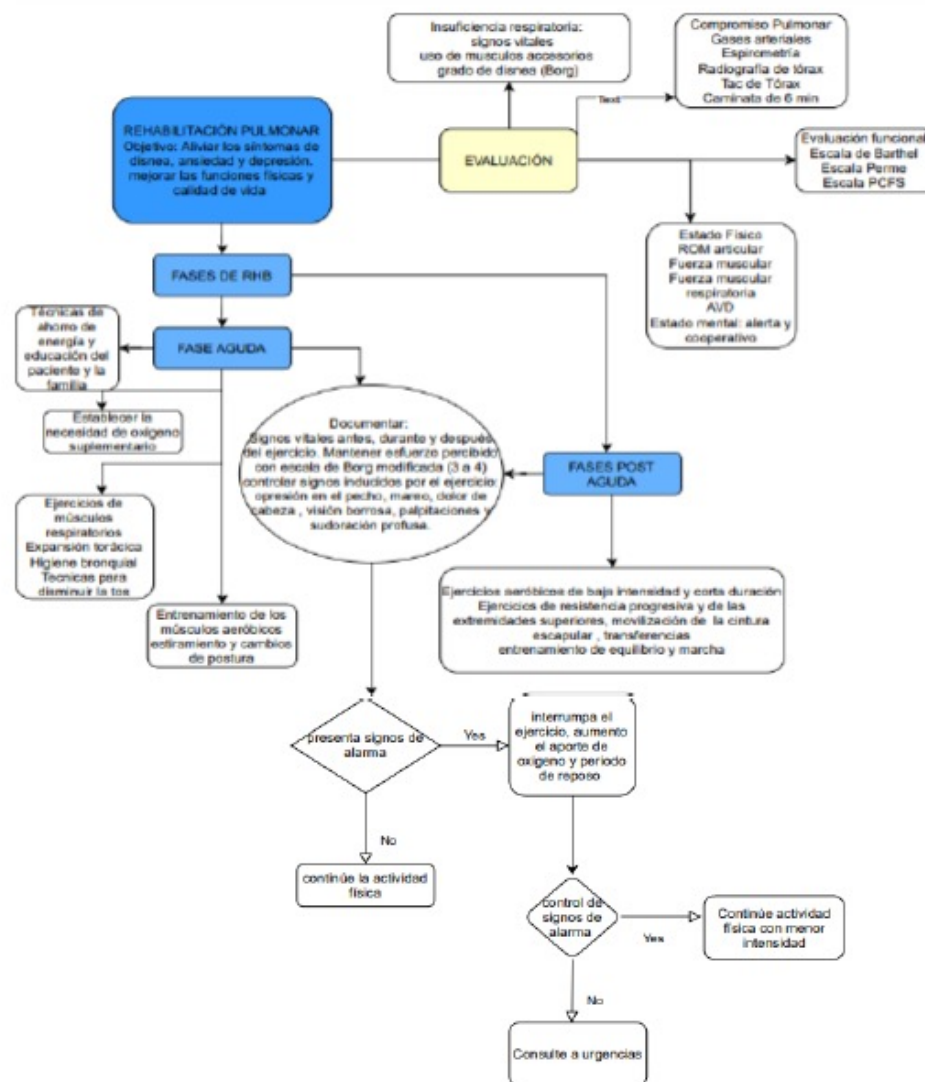 Insuficiencia respiratoria:
signos vitales
uso de musculos accesorios
grado de disnea (Borg)
Compromiso Pulmonar
Gases arteriales
Espirometría
Radiografía de tórax
Tac de Tórax
Caminata de 6 min
Text
REHABILITACIÓN PULMONAR
Objetivo: Aliviar los síntomas de
disnea, ansiedad y depresión.
mejorar las funciones físicas y
calidad de vida
EVALUACIÓN
Evaluación funcional
Escala de Barthel
Escala Perme
Escala PCFS
Estado Físico
ROM articular
Fuerza muscular
Fuerza muscular
respiratoria
AVD
Estado mental: alerta y
cooperativo
FASES DE RHB
Técnicas de
ahorro de
energía y
educación del
paciente y la
familia
FASE AGUDA
Establecer la
necesidad de oxígeno
suplementario
Documentar:
Signos vitales antes, durante y después
del ejercicio. Mantener esfuerzo percibido
con escala de Borg modificada (3 a 4)
controlar signos inducidos por el ejercicio:
opresión en el pecho, mareo, dolor de
cabeza , visión borrosa, palpitaciones y
sudoración profusa.
FASES POST
AGUDA
Ejercicios de
músculos
respiratorios
Expansión torácica
Higiene bronquial
Tecnicas para
disminuir la tos
Entrenamiento de los
músculos aeróbicos
estiramiento y cambios
de postura
Ejercicios aeróbicos de baja intensidad y corta duración
Ejercicios de resistencia progresiva y de las
extremidades superiores, movilización de la cintura
escapular , transferencias
entrenamiento de equilibrio y marcha
presenta signos de
alarma
Yes
interrumpa el
ejercicio, aumento
el aporte de
oxigeno y periodo
de reposo
No
continúe la actividad
física
control de
signos de
alarma
Yes
Continúe actividad
física con menor
intensidad
No
Consulte a urgencias